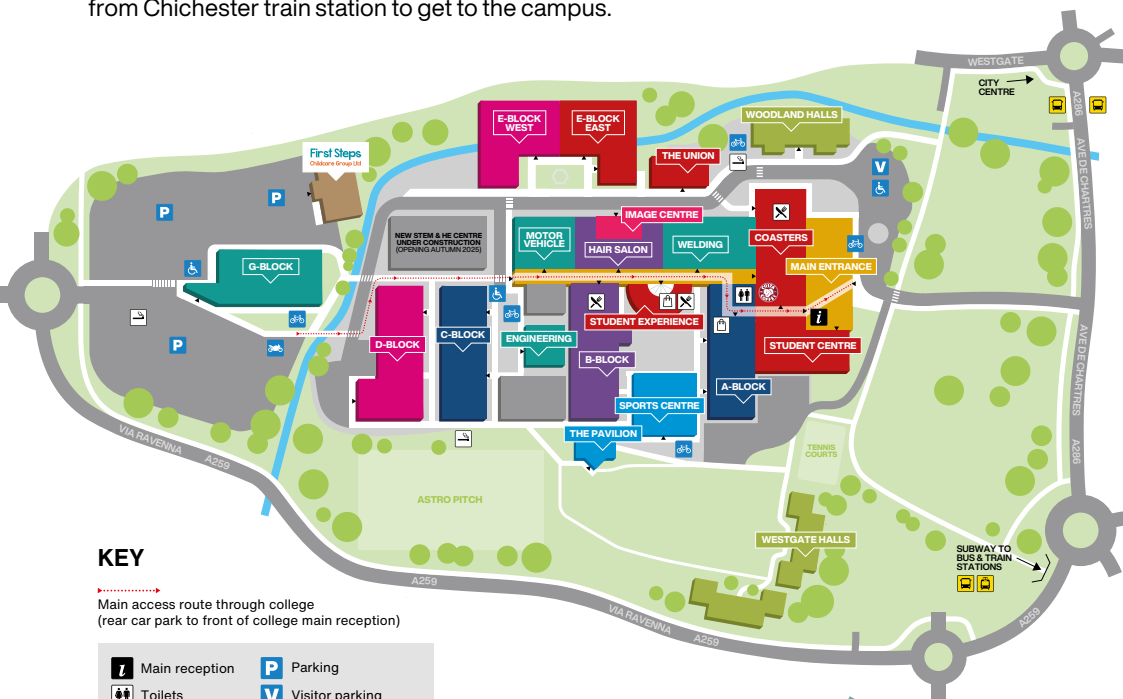 from Chichester train station to get to the campus.
WESTGATE
CITY
CENTRE
A286
AVE DE CHARTRES
E-BLOCK
WEST
E-BLOCK
EAST
WOODLAND HALLS
First Steps
Childcare Group Ltd
THE UNION
V
P
P
IMAGE CENTRE
NEW STEM & HE CENTRE
UNDER CONSTRUCTION
(OPENING AUTUMN 2025)
MOTOR
VEHICLE
HAIR SALON
WELDING
COASTERS
G-BLOCK
MAIN ENTRANCE
COSTA
COFFEE
i
STUDENT EXPERIENCE
P
D-BLOCK
C-BLOCK
ENGINEERING
B-BLOCK
STUDENT CENTRE
AVE DE CHARTRES
A-BLOCK
SPORTS CENTRE
THE PAVILION
VIA RAVENNA
A259
TENNIS
COURTS
A286
ASTRO PITCH
WESTGATE HALLS
SUBWAY TO
BUS & TRAIN
STATIONS
A259
VIA RAVENNA
A259
A259
KEY
Main access route through college
(rear car park to front of college main reception)
i Main reception
P Parking
Toilets
V Visitor parking